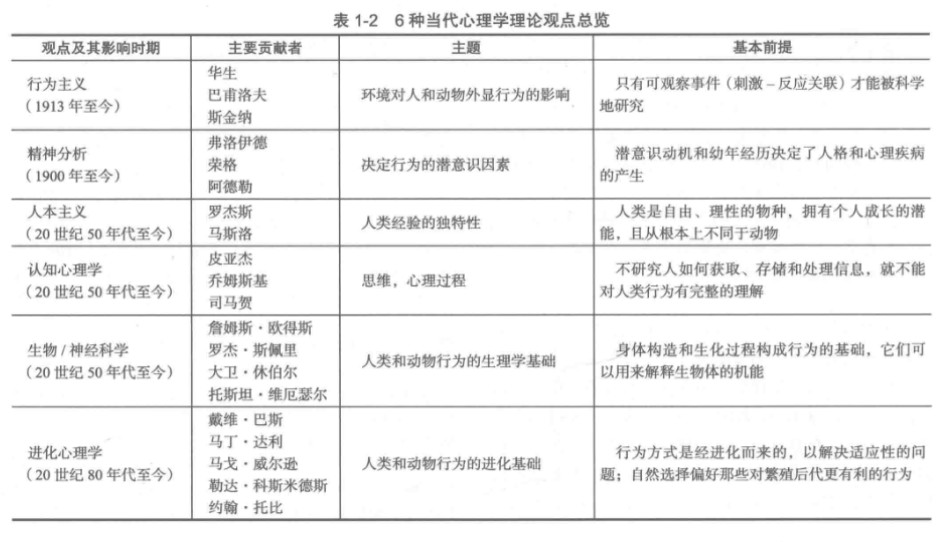 表 1-2 6 种当代心理学理论观点总览
观点及其影响时期 主要贡献者 主题 基本前提
行为主义
（1913 年至今）
华生
巴甫洛夫
斯金纳
环境对人和动物外显行为的影响
只有可观察事件（刺激 – 反应关联）才能被科学
地研究
精神分析
（1900 年至今）
弗洛伊德
荣格
阿德勒
决定行为的潜意识因素
潜意识动机和幼年经历决定了人格和心理疾病
的产生
人本主义
（20 世纪 50 年代至今）
罗杰斯
马斯洛
人类经验的独特性
人类是自由、理性的物种，拥有个人成长的潜
能，且从根本上不同于动物
认知心理学
（20 世纪 50 年代至今）
皮亚杰
乔姆斯基
司马贺
思维，心理过程
不研究人如何获取、存储和处理信息，就不能
对人类行为有完整的理解
生物 / 神经科学
（20 世纪 50 年代至今）
詹姆斯·欧得斯
罗杰·斯佩里
大卫·休伯尔
托斯坦·维厄瑟尔
人类和动物行为的生理学基础
身体构造和生化过程构成行为的基础，它们可
以用来解释生物体的机能
进化心理学
（20 世纪 80 年代至今）
戴维·巴斯
马丁·达利
马戈·威尔逊
勒达·科斯米德斯
约翰·托比
人类和动物行为的进化基础
行为方式是经进化而来的，以解决适应性的问
题；自然选择偏好那些对繁殖后代更有利的行为